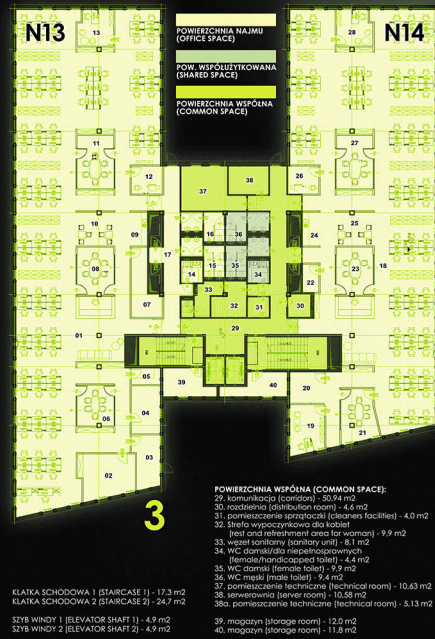 N13
N14
POWIERZCHNIA NAJMU
(OFFICE SPACE)
POW. WSPÓŁUŻYTKOWANA
(SHARED SPACE)
POWIERZCHNIA WSPÓLNA
(COMMON SPACE)
13
28
11
27
12
37
38
26
10
09
16
36
24
25
17
18
08
15
35
23
14
34
22
33
07
32
31
30
29
01
05
39
40
20
06
04
19
21
03
02
3
POWIERZCHNIA WSPÓLNA (COMMON SPACE):
29. komunikacja (corridors) - 50,94 m2
30. rozdzielnia (distribution room) - 4,6 m2
31. pomieszczenie sprzątaczki (cleaners facilities) - 4,0 m2
32. Strefa wypoczynkowa dla kobiet
(rest and refreshment area for woman) - 9,9 m2
33. węzeł sanitarny (sanitary unit) - 8,1 m2
34. WC damski/dla niepełnosprawnych
(female/handicapped toilet) - 4,4 m2
35. WC damski (female toilet) - 9,9 m2
36. WC męski (male toilet) - 9,4 m2
37. pomieszczenie techniczne (technical room) - 10,63 m2
38. serwerownia (server room) - 10,58 m2
38a. pomieszczenie techniczne (technical room) - 5,13 m2
39. magazyn (storage room) - 12,0 m2
40. magazyn (storage room) - 11,8 m2
KLATKA SCHODOWA 1 (STAIRCASE 1) - 17,3 m2
KLATKA SCHODOWA 2 (STAIRCASE 2) - 24,7 m2
SZYB WINDY 1 (ELEVATOR SHAFT 1) - 4,9 m2
SZYB WINDY 2 (ELEVATOR SHAFT 2) - 4,9 m2